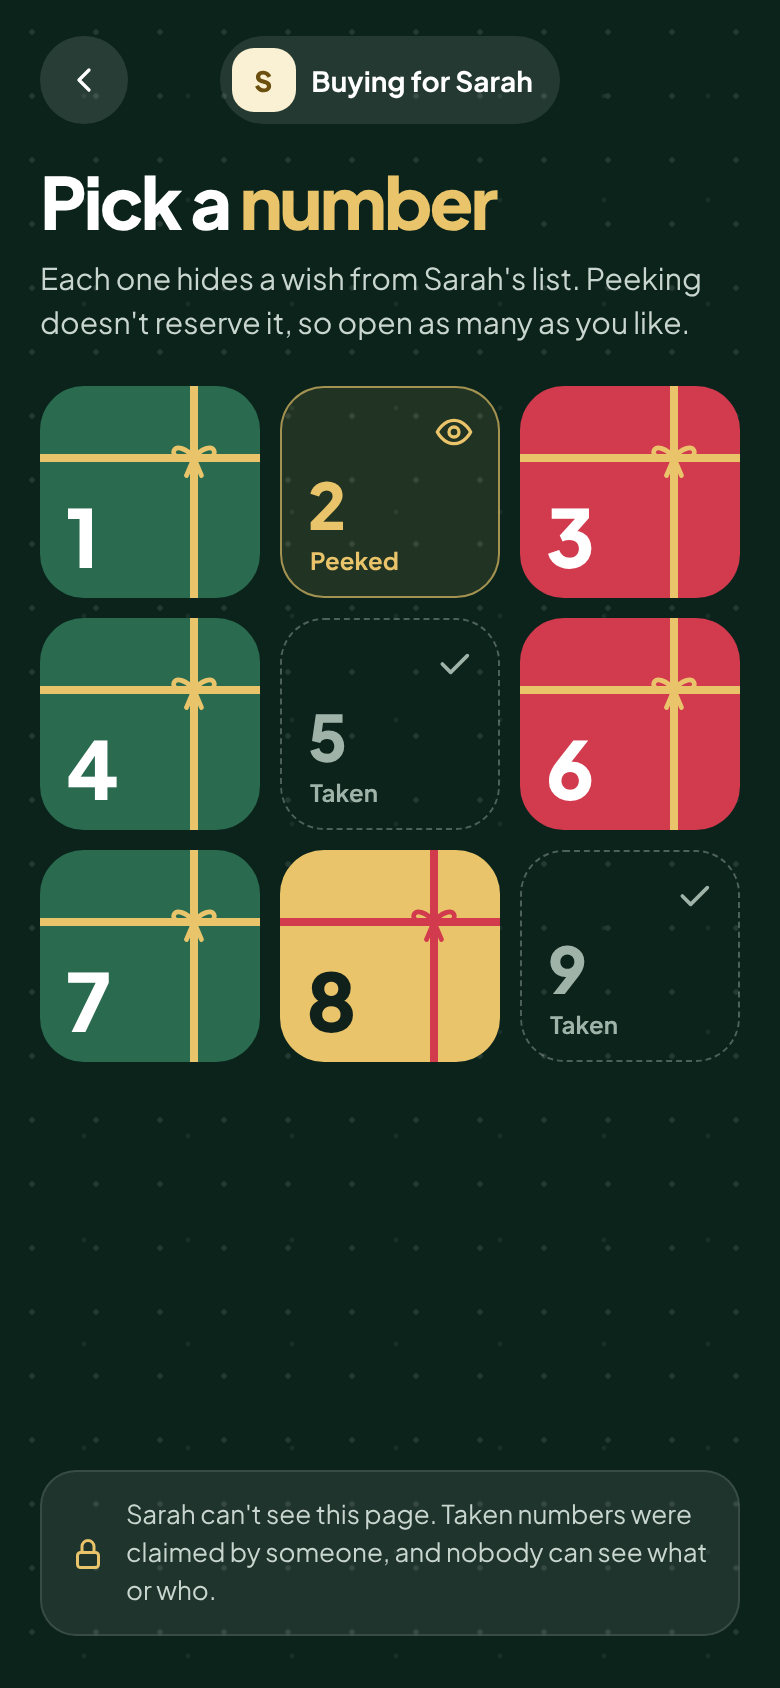 S
Buying for Sarah
Pick a number
Each one hides a wish from Sarah's list. Peeking
doesn't reserve it, so open as many as you like.
1
2
Peeked
3
4
5
Taken
6
7
8
9
Taken
Sarah can't see this page. Taken numbers were
claimed by someone, and nobody can see what
or who.